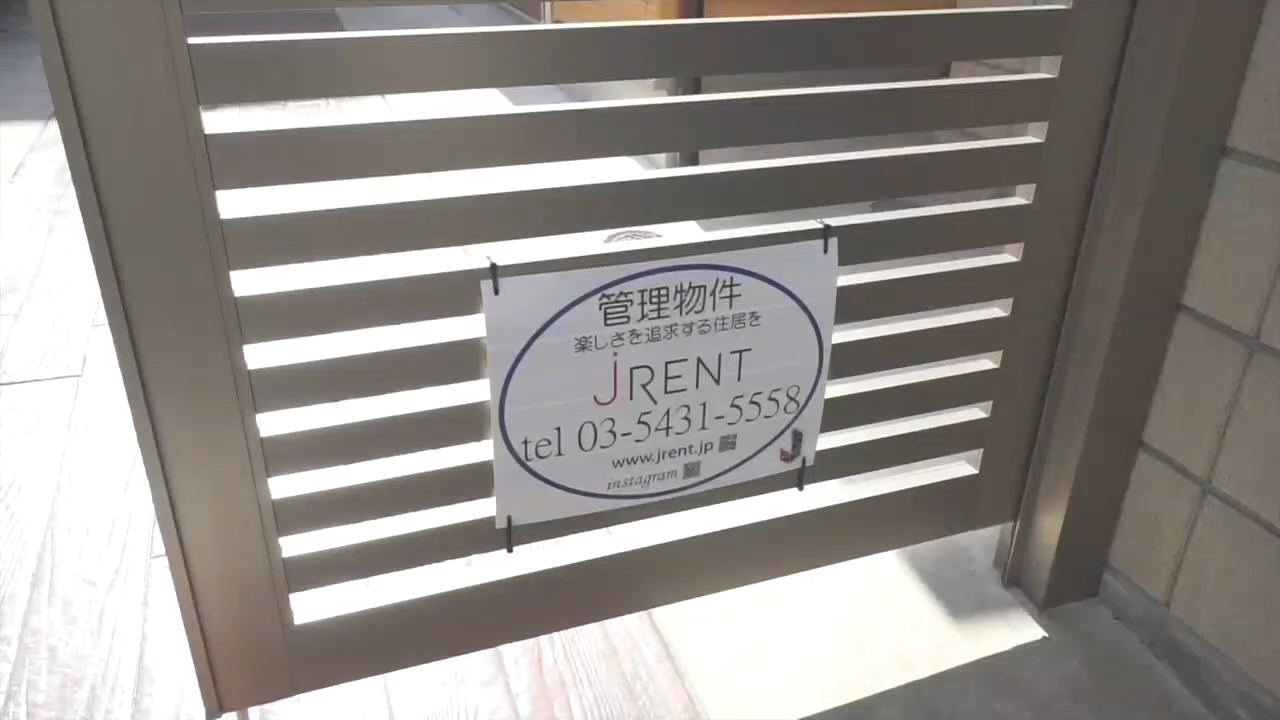 管理物件
楽しさを追求する住居を
jRENT
tel 03-5431-5558
www.jrent.jp
instagram
J